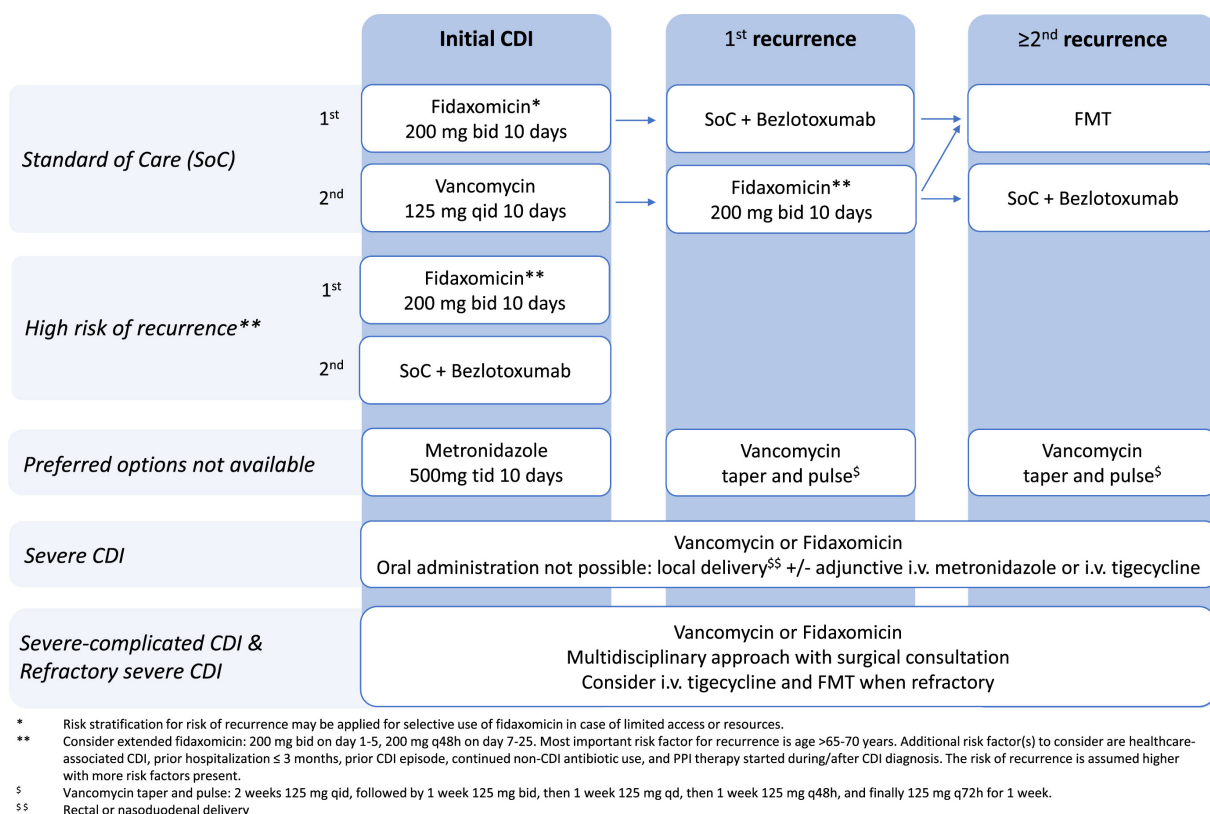 Initial CDI
1st recurrence
≥2nd recurrence
Standard of Care (SoC)
1st
Fidaxomicin*
200 mg bid 10 days
SoC + Bezlotoxumab
FMT
2nd
Vancomycin
125 mg qid 10 days
Fidaxomicin**
200 mg bid 10 days
SoC + Bezlotoxumab
High risk of recurrence**
1st
Fidaxomicin**
200 mg bid 10 days
2nd
SoC + Bezlotoxumab
Preferred options not available
Metronidazole
500mg tid 10 days
Vancomycin
taper and pulse$
Vancomycin
taper and pulse$
Severe CDI
Vancomycin or Fidaxomicin
Oral administration not possible: local delivery$$ +/- adjunctive i.v. metronidazole or i.v. tigecycline
Severe-complicated CDI &
Refractory severe CDI
Vancomycin or Fidaxomicin
Multidisciplinary approach with surgical consultation
Consider i.v. tigecycline and FMT when refractory
* Risk stratification for risk of recurrence may be applied for selective use of fidaxomicin in case of limited access or resources.
** Consider extended fidaxomicin: 200 mg bid on day 1-5, 200 mg q48h on day 7-25. Most important risk factor for recurrence is age >65-70 years. Additional risk factor(s) to consider are healthcare-
associated CDI, prior hospitalization ≤ 3 months, prior CDI episode, continued non-CDI antibiotic use, and PPI therapy started during/after CDI diagnosis. The risk of recurrence is assumed higher
with more risk factors present.
$ Vancomycin taper and pulse: 2 weeks 125 mg qid, followed by 1 week 125 mg bid, then 1 week 125 mg qd, then 1 week 125 mg q48h, and finally 125 mg q72h for 1 week.
$$ Rectal or nasoduodenal delivery